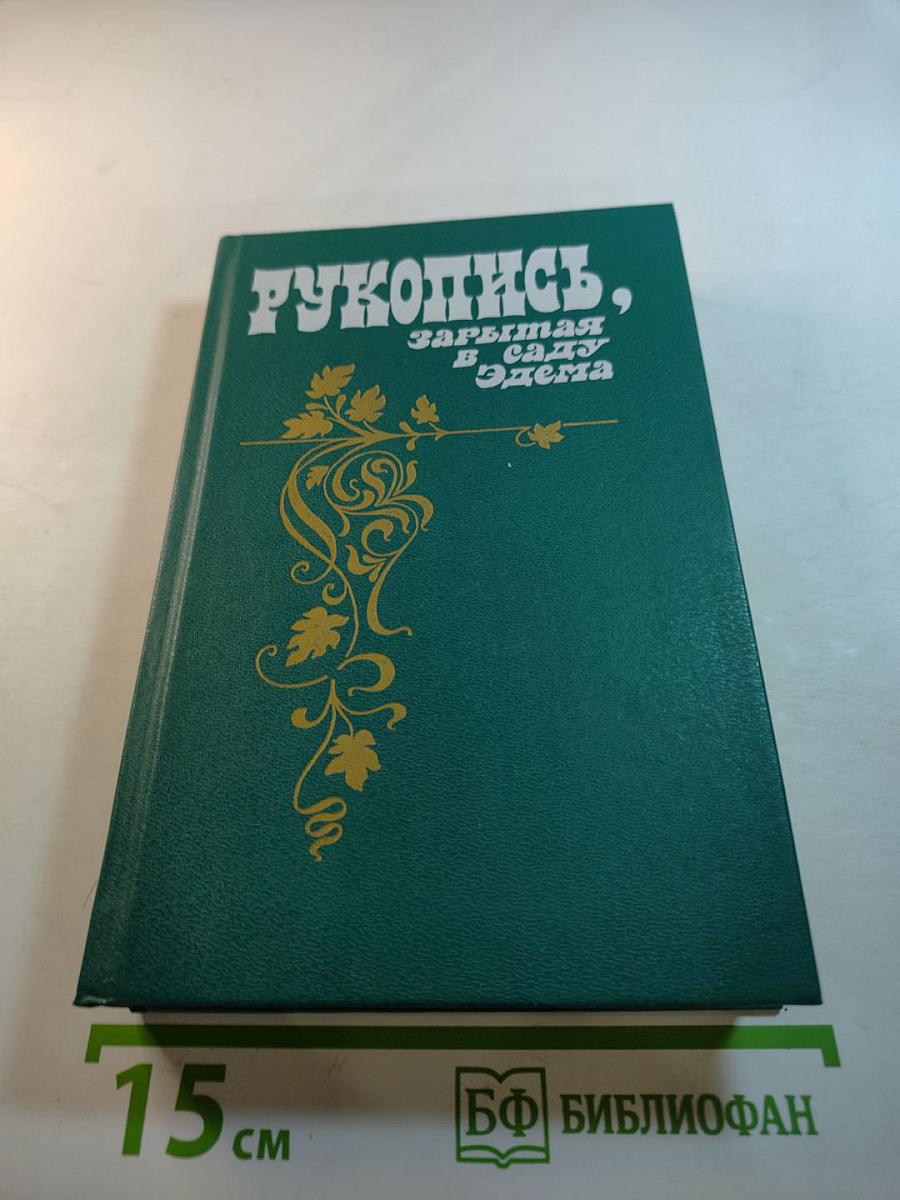 РУКОПИСЬ,
зарытая
в саду
Эдема
15 см
БФ БИБЛИОФАН